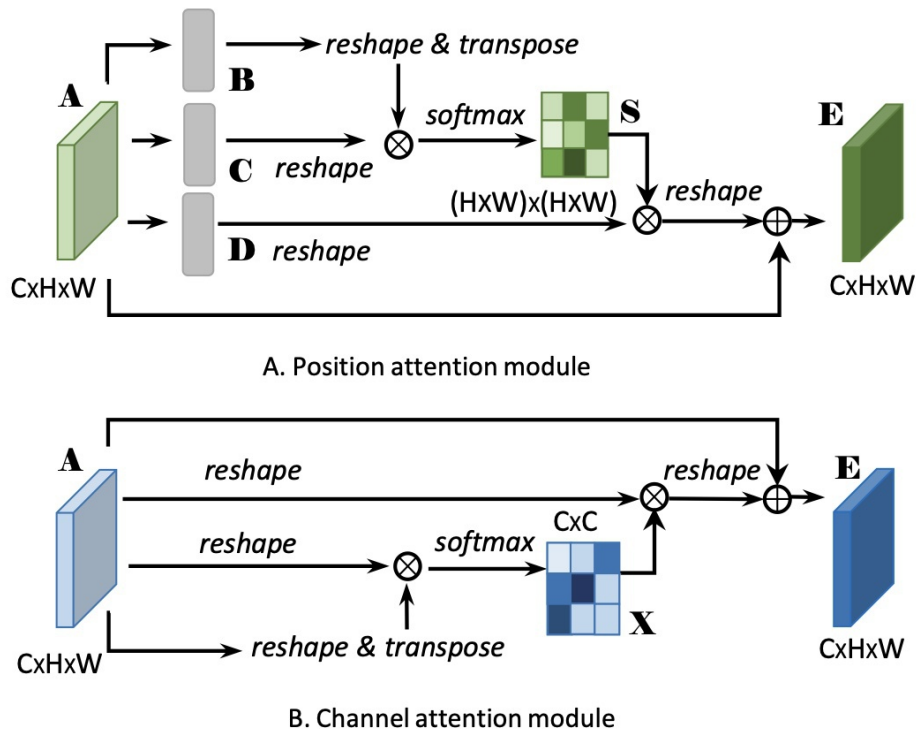 reshape & transpose
A
B
softmax
S
E
C
reshape
(HxW)x(HxW)
reshape
D
reshape
CxHxW
CxHxW
A. Position attention module
A
reshape
reshape
E
CxC
reshape
softmax
X
reshape & transpose
CxHxW
CxHxW
B. Channel attention module